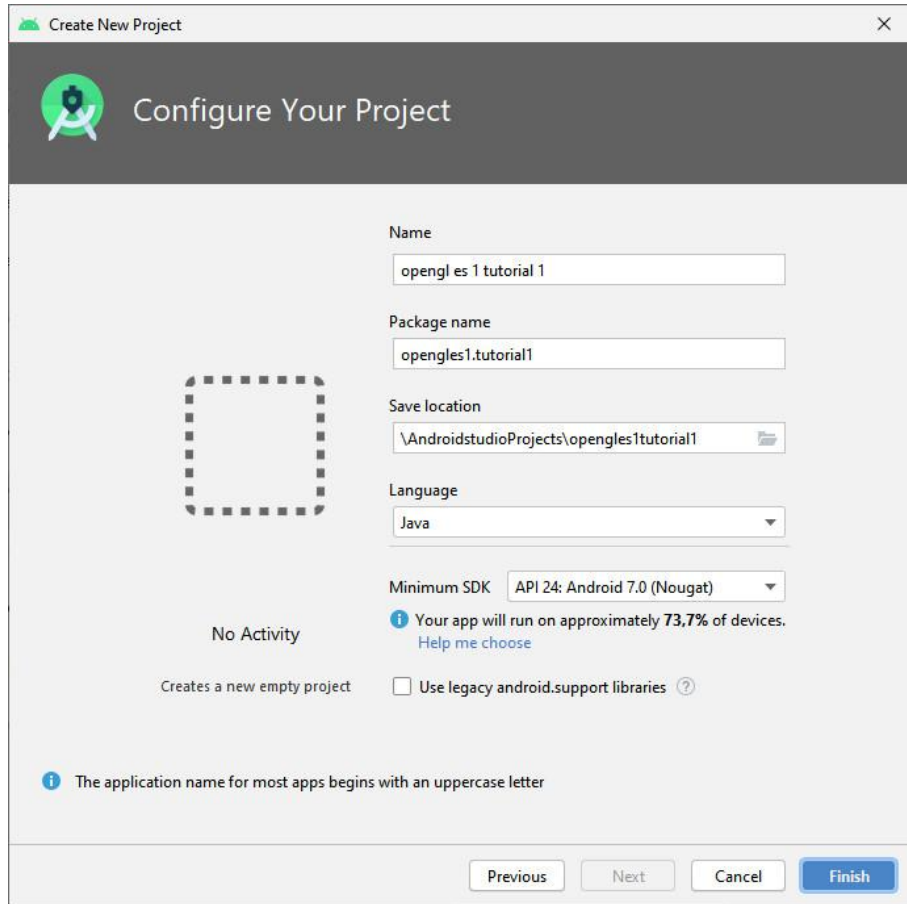 Create New Project
Configure Your Project
Name
opengl es 1 tutorial 1
Package name
opengles1.tutorial1
Save location
\AndroidstudioProjects\opengles1tutorial1
Language
Java
Minimum SDK API 24: Android 7.0 (Nougat)
Your app will run on approximately 73,7% of devices.
Help me choose
No Activity
Creates a new empty project
Use legacy android.support libraries ?
The application name for most apps begins with an uppercase letter
Previous Next Cancel Finish